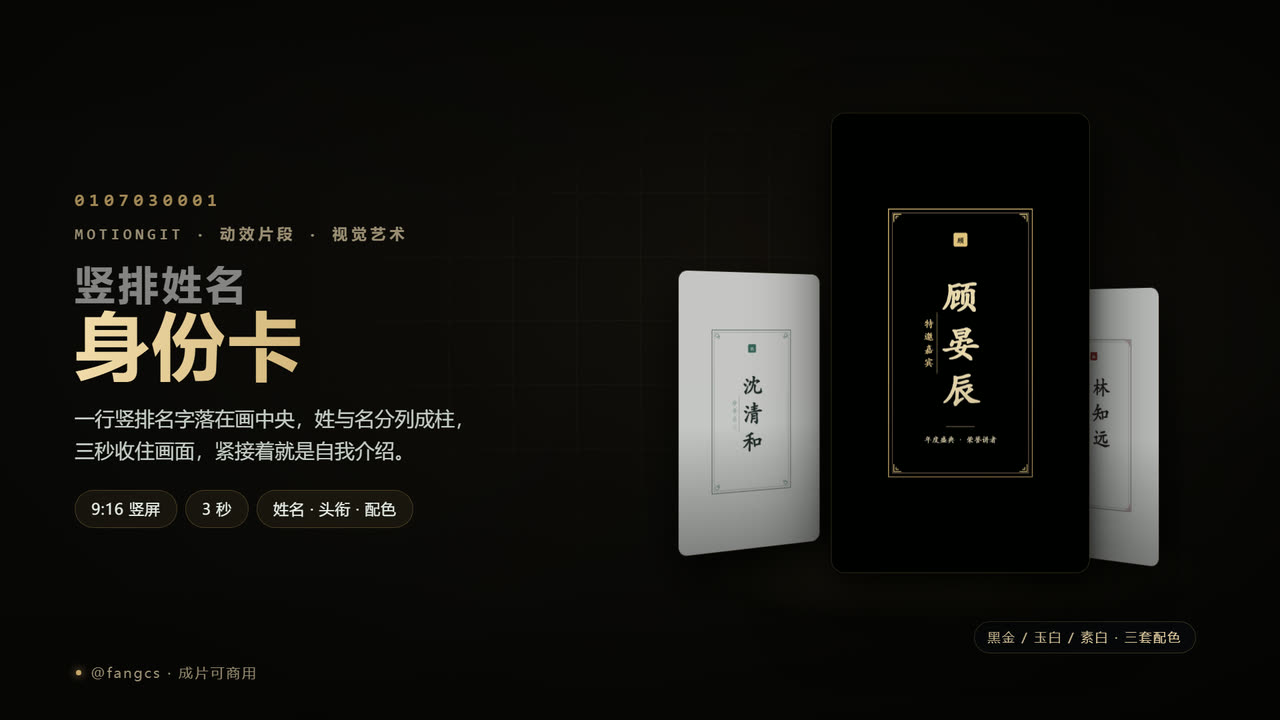 0107030001
MOTIONGIT · 动效片段 · 视觉艺术
竖排姓名
身份卡
一行竖排名字落在画中央，姓与名分列成柱，
三秒收住画面，紧接着就是自我介绍。
9:16 竖屏
3 秒
姓名 · 头衔 · 配色
@fangcs · 成片可商用
沈清和
顾
顾晏辰
特邀嘉宾
年度盛典 · 荣誉讲者
林知远
黑金 / 玉白 / 素白 · 三套配色